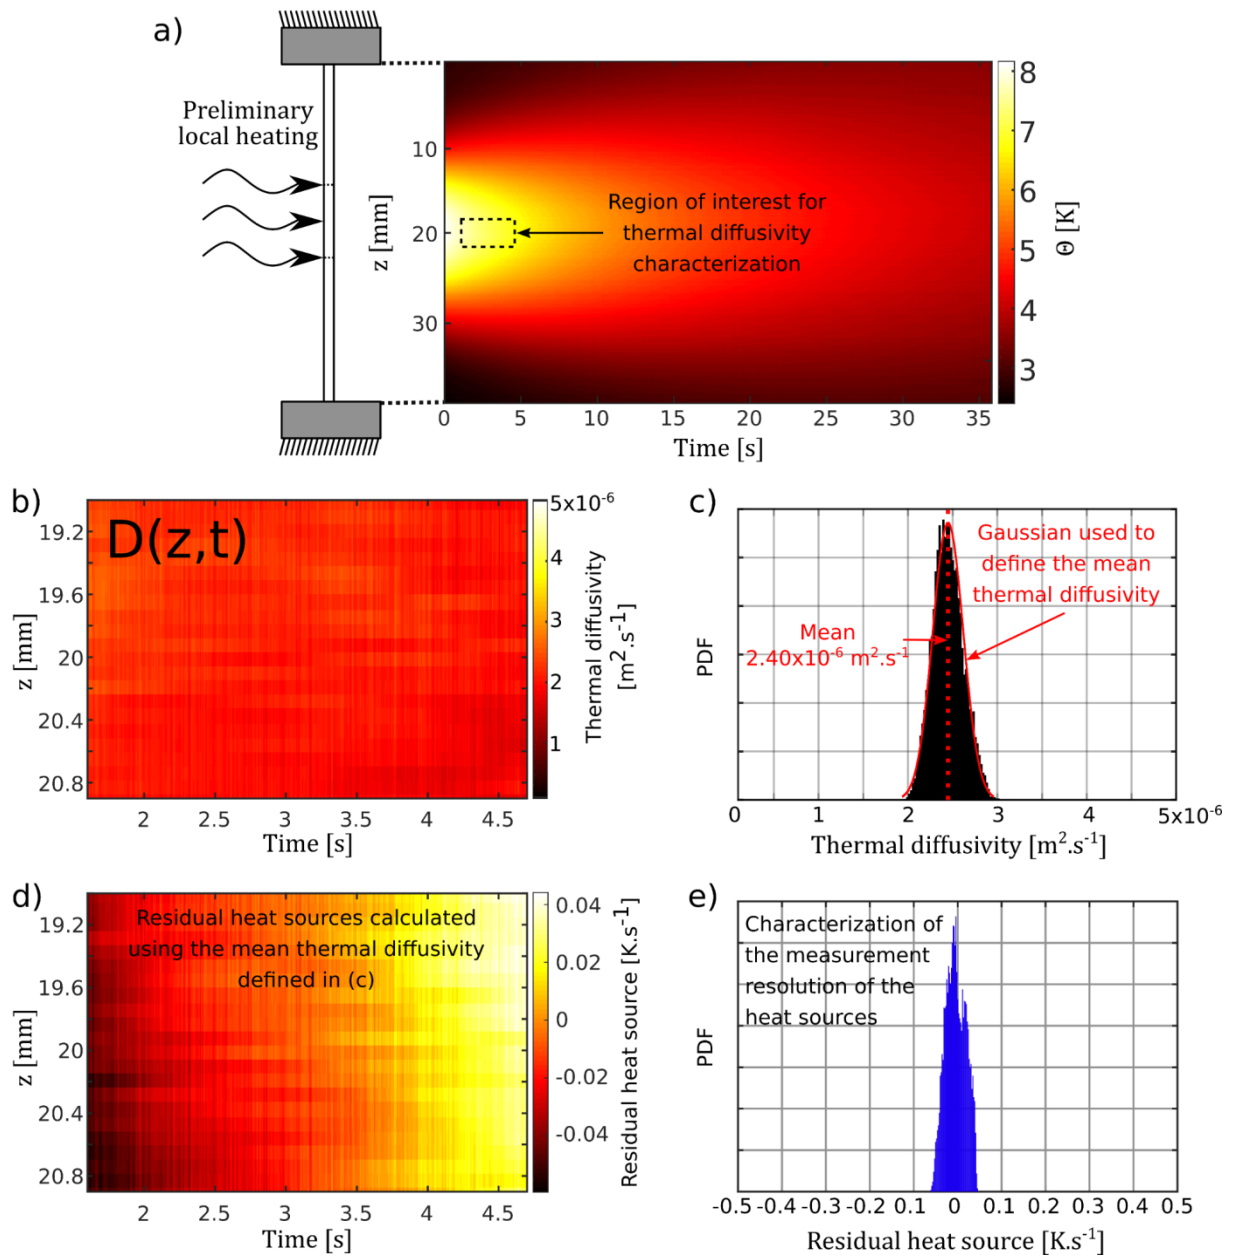 a)
Preliminary
local heating
z [mm]
10
20
30
Region of interest for
thermal diffusivity
characterization
0 5 10 15 20 25 30 35
Time [s]
8
7
6
5
4
3
Θ [K]
b)
D(z,t)
z [mm]
19.2
19.6
20
20.4
20.8
2 2.5 3 3.5 4 4.5
Time [s]
5x10⁻⁶
4
3
2
1
Thermal diffusivity
[m².s⁻¹]
c)
PDF
Gaussian used to
define the mean
thermal diffusivity
Mean
2.40x10⁻⁶ m².s⁻¹
0 1 2 3 4 5x10⁻⁶
Thermal diffusivity [m².s⁻¹]
d)
Residual heat sources calculated
using the mean thermal diffusivity
defined in (c)
z [mm]
19.2
19.6
20
20.4
20.8
2 2.5 3 3.5 4 4.5
Time [s]
0.04
0.02
0
-0.02
-0.04
Residual heat source [K.s⁻¹]
e)
Characterization of
the measurement
resolution of the
heat sources
PDF
-0.5 -0.4 -0.3 -0.2 0.1 0 0.1 0.2 0.3 0.4 0.5
Residual heat source [K.s⁻¹]